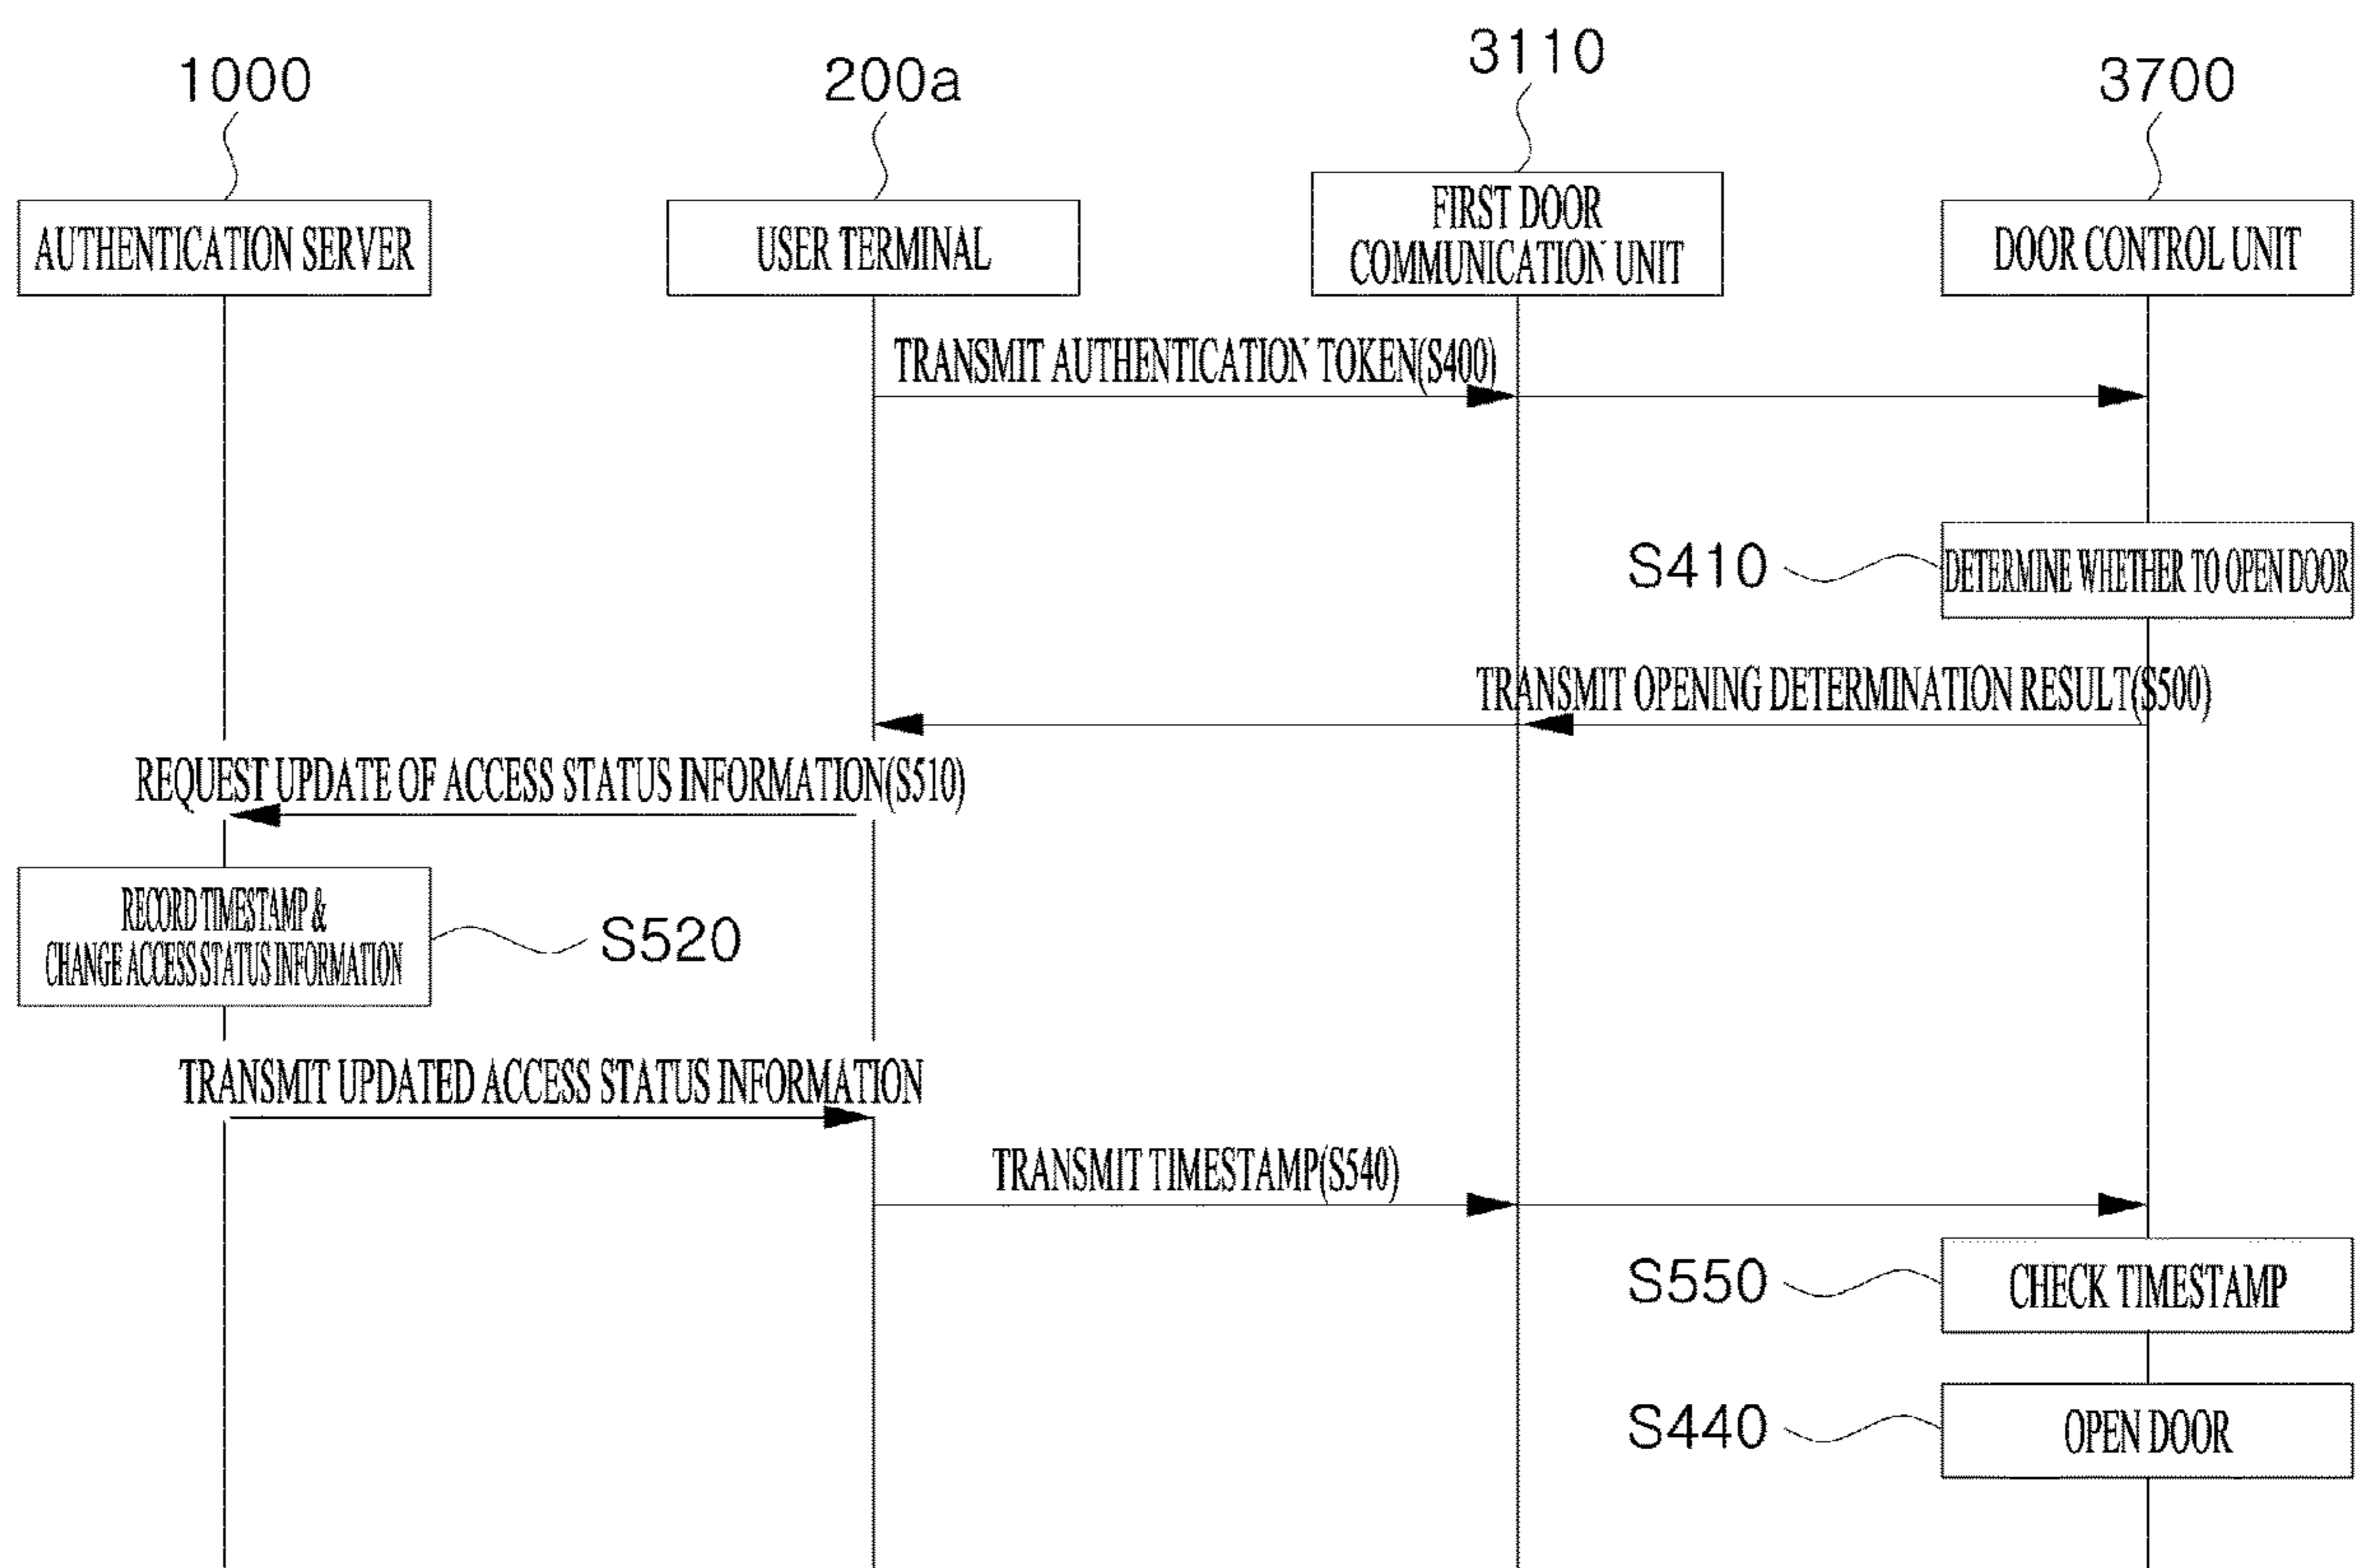 1000
200a
3110
3700
AUTHENTICATION SERVER
USER TERMINAL
FIRST DOOR
COMMUNICATION UNIT
DOOR CONTROL UNIT
TRANSMIT AUTHENTICATION TOKEN(S400)
S410
DETERMINE WHETHER TO OPEN DOOR
TRANSMIT OPENING DETERMINATION RESULT(S500)
REQUEST UPDATE OF ACCESS STATUS INFORMATION(S510)
RECORD TIMESTAMP &
CHANGE ACCESS STATUS INFORMATION
S520
TRANSMIT UPDATED ACCESS STATUS INFORMATION
TRANSMIT TIMESTAMP(S540)
S550
CHECK TIMESTAMP
S440
OPEN DOOR